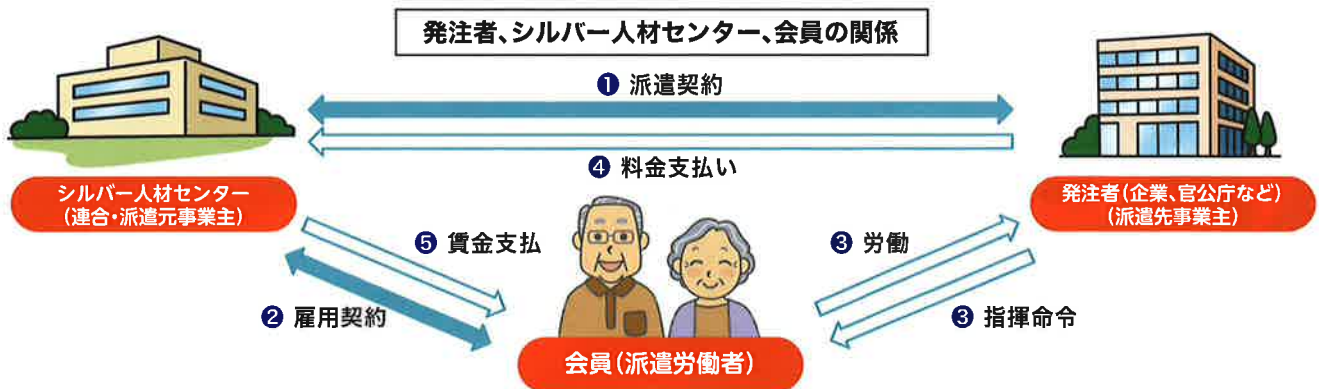 発注者、シルバー人材センター、会員の関係
❶ 派遣契約
❹ 料金支払い
シルバー人材センター
(連合・派遣元事業主)
発注者(企業、官公庁など)
(派遣先事業主)
❺ 賃金支払
❸ 労働
❷ 雇用契約
❸ 指揮命令
会員(派遣労働者)